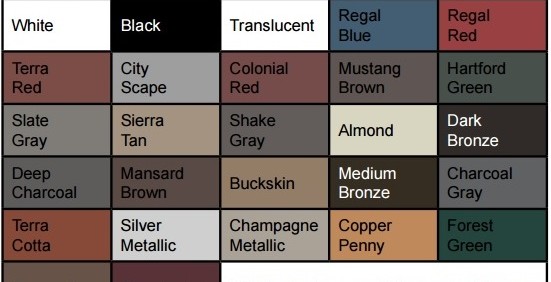 White
Black
Translucent
Regal
Blue
Regal
Red
Terra
Red
City
Scape
Colonial
Red
Mustang
Brown
Hartford
Green
Slate
Gray
Sierra
Tan
Shake
Gray
Almond
Dark
Bronze
Deep
Charcoal
Mansard
Brown
Buckskin
Medium
Bronze
Charcoal
Gray
Terra
Cotta
Silver
Metallic
Champagne
Metallic
Copper
Penny
Forest
Green